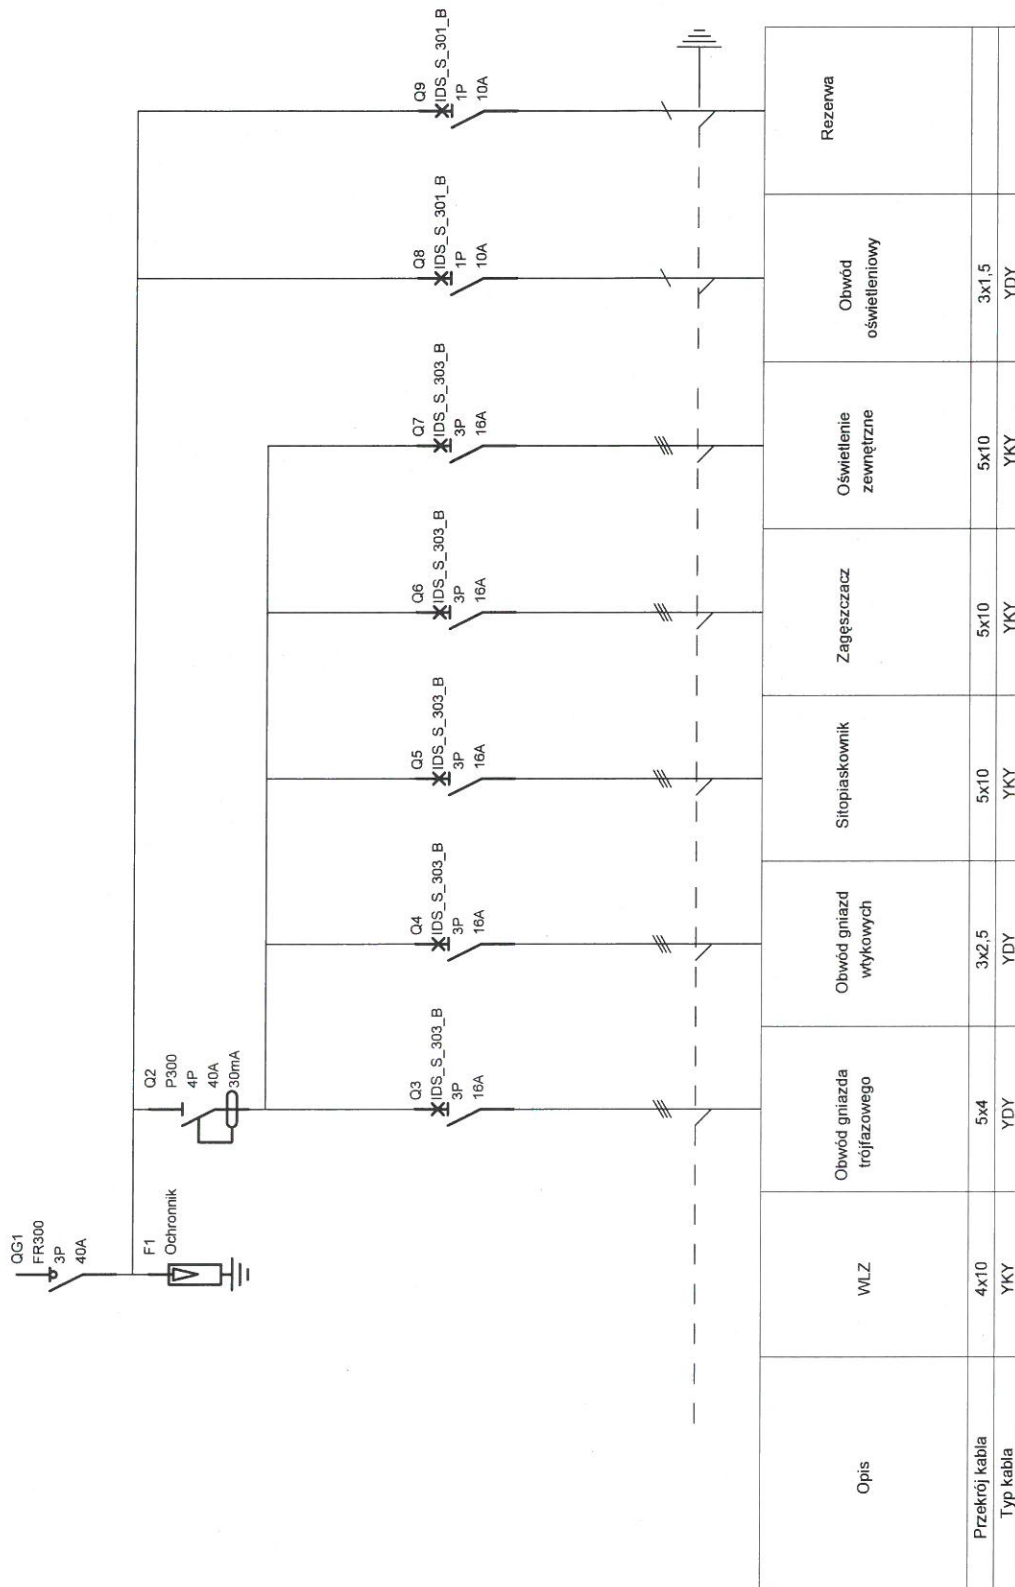 QG1
FR300
3P
40A
F1
Ochronnik
Q2
P300
4P
40A
30mA
Q3
IDS_S_303_B
3P
16A
Q4
IDS_S_303_B
3P
16A
Q5
IDS_S_303_B
3P
16A
Q6
IDS_S_303_B
3P
16A
Q7
IDS_S_303_B
3P
16A
Q8
IDS_S_301_B
1P
10A
Q9
IDS_S_301_B
1P
10A
Opis
WLZ
Obwód gniazda
trójfazowego
Obwód gniazd
wtykowych
Sitopiaskownik
Zagęszczacz
Oświetlenie
zewnętrzne
Obwód
oświetleniowy
Rezerwa
Przekrój kabla
4x10
5x4
3x2,5
5x10
5x10
5x10
3x1,5
Typ kabla
YKY
YDY
YDY
YKY
YKY
YKY
YDY